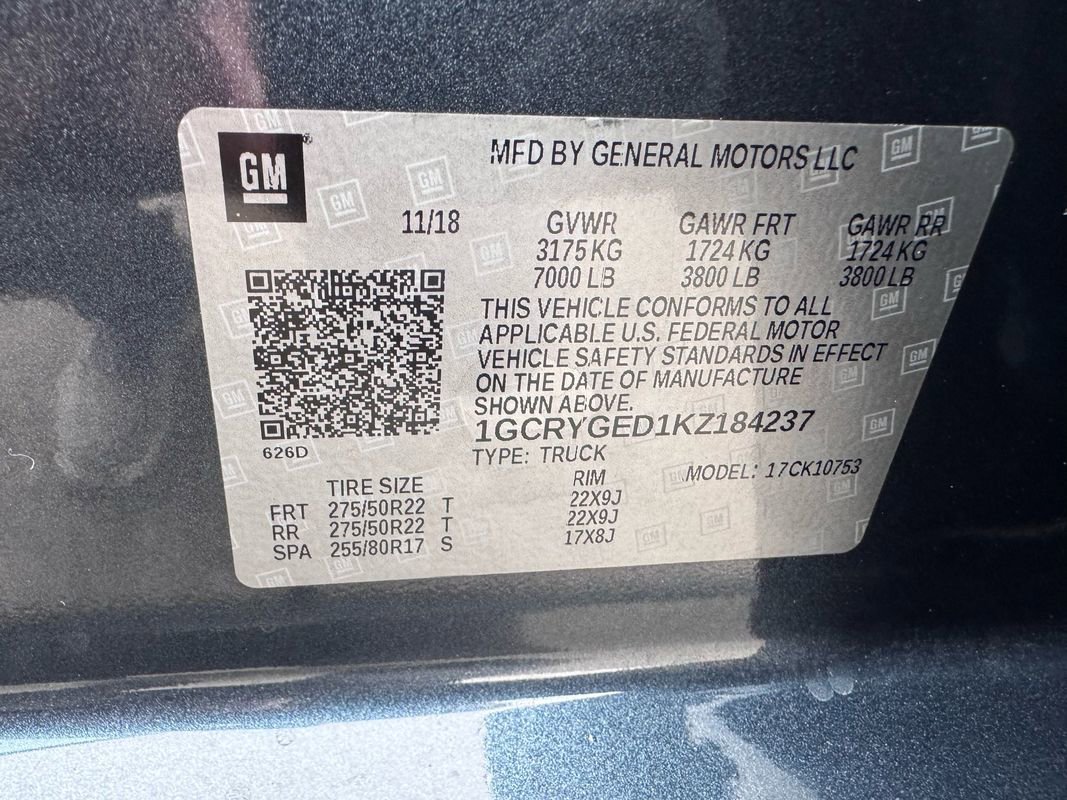 GM
MFD BY GENERAL MOTORS LLC
11/18 GVWR GAWR FRT GAWR RR
3175 KG 1724 KG 1724 KG
7000 LB 3800 LB 3800 LB
THIS VEHICLE CONFORMS TO ALL
APPLICABLE U.S. FEDERAL MOTOR
VEHICLE SAFETY STANDARDS IN EFFECT
ON THE DATE OF MANUFACTURE
SHOWN ABOVE.
1GCRYGED1KZ184237
626D
TYPE: TRUCK
MODEL: 17CK10753
TIRE SIZE RIM
FRT 275/50R22 T 22X9J
RR 275/50R22 T 22X9J
SPA 255/80R17 S 17X8J